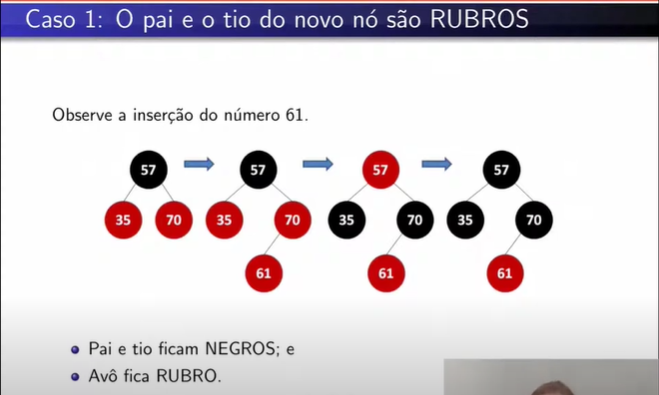 Caso 1: O pai e o tio do novo nó são RUBROS
Observe a inserção do número 61.
57 57 57 57
35 70 35 70 35 70 35 70
61 61 61
Pai e tio ficam NEGROS; e
Avô fica RUBRO.